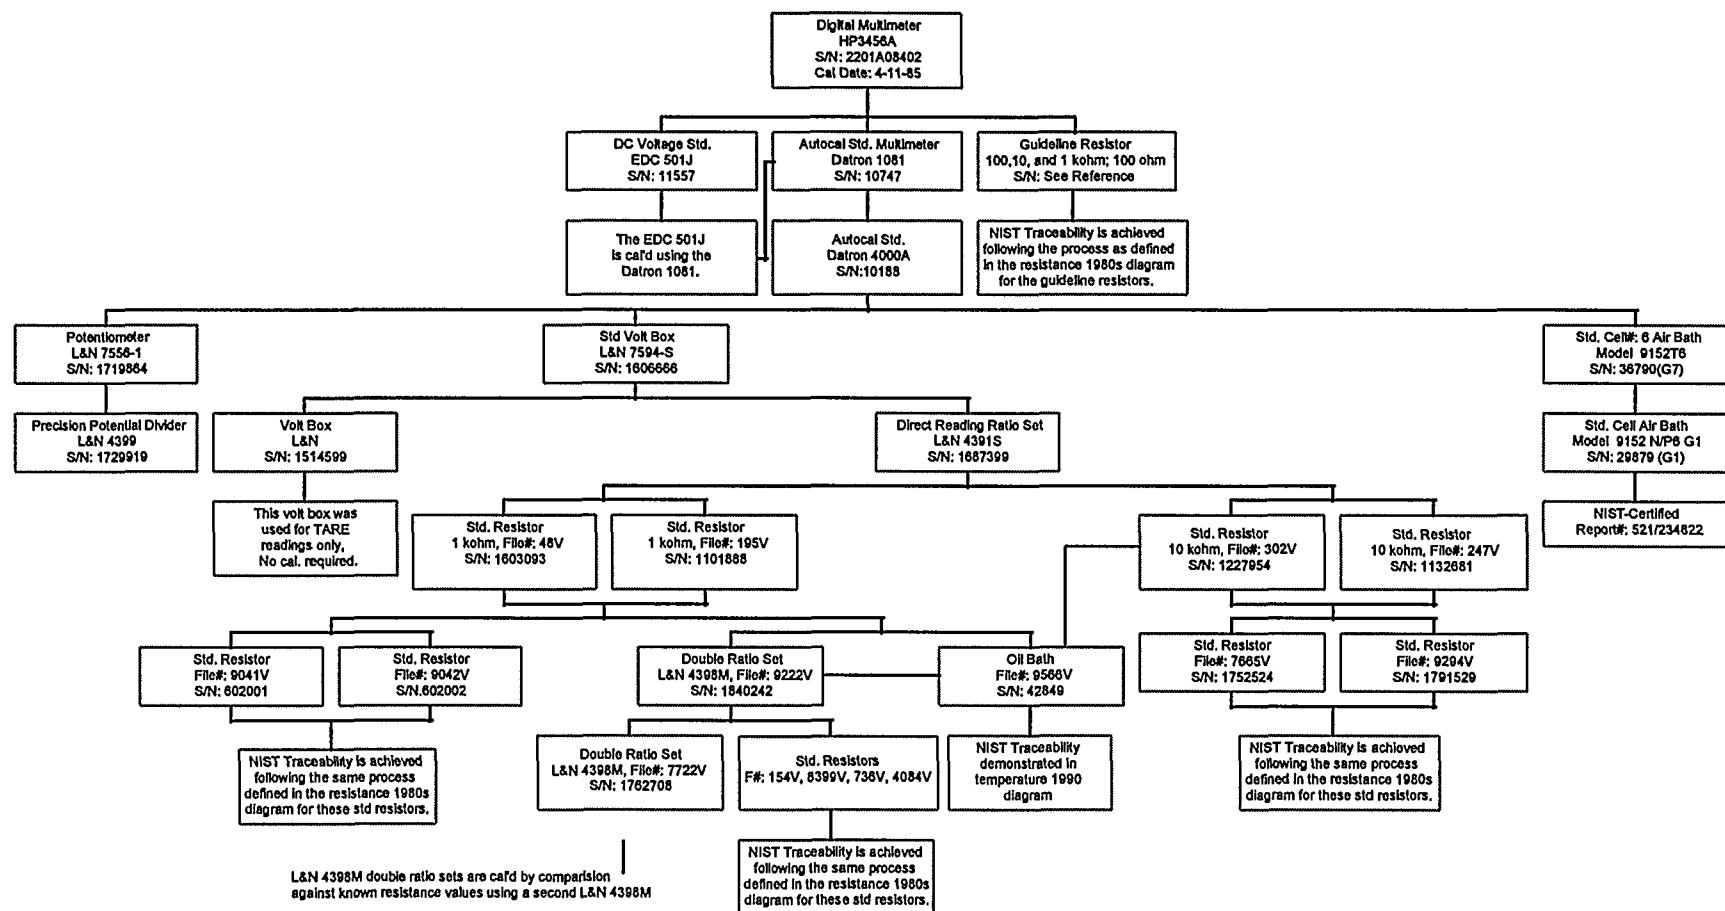 Digital Multimeter
HP3456A
S/N: 2201A08402
Cal Date: 4-11-85
DC Voltage Std.
EDC 501J
S/N: 11557
Autocal Std. Multimeter
Datron 1081
S/N: 10747
Guideline Resistor
100,10, and 1 kohm; 100 ohm
S/N: See Reference
The EDC 501J
is cal'd using the
Datron 1081.
Autocal Std.
Datron 4000A
S/N:10188
NIST Traceability is achieved
following the process as defined
in the resistance 1980s diagram
for the guideline resistors.
Potentiometer
L&N 7556-1
S/N: 1719864
Std Volt Box
L&N 7594-S
S/N: 1606666
Std. Cell#: 6 Air Bath
Model 9152T6
S/N: 36790(G7)
Precision Potential Divider
L&N 4399
S/N: 1729919
Volt Box
L&N
S/N: 1514599
Direct Reading Ratio Set
L&N 4391S
S/N: 1687399
Std. Cell Air Bath
Model 9152 N/P6 G1
S/N: 29879 (G1)
This volt box was
used for TARE
readings only,
No cal. required.
Std. Resistor
1 kohm, File#: 48V
S/N: 1603093
Std. Resistor
1 kohm, File#: 195V
S/N: 1101888
Std. Resistor
10 kohm, File#: 302V
S/N: 1227954
Std. Resistor
10 kohm, File#: 247V
S/N: 1132681
NIST-Certified
Report#: 521/234822
Std. Resistor
File#: 9041V
S/N: 602001
Std. Resistor
File#: 9042V
S/N.602002
Double Ratio Set
L&N 4398M, File#: 9222V
S/N: 1840242
Oil Bath
File#: 9566V
S/N: 42849
Std. Resistor
File#: 7665V
S/N: 1752524
Std. Resistor
File#: 9294V
S/N: 1791529
NIST Traceability is achieved
following the same process
defined in the resistance 1980s
diagram for these std resistors.
Double Ratio Set
L&N 4398M, File#: 7722V
S/N: 1762708
Std. Resistors
F#: 154V, 8399V, 736V, 4084V
NIST Traceability
demonstrated in
temperature 1990
diagram
NIST Traceability is achieved
following the same process
defined in the resistance 1980s
diagram for these std resistors.
L&N 4398M double ratio sets are cal'd by comparision
against known resistance values using a second L&N 4398M
NIST Traceability is achieved
following the same process
defined in the resistance 1980s
diagram for these std resistors.